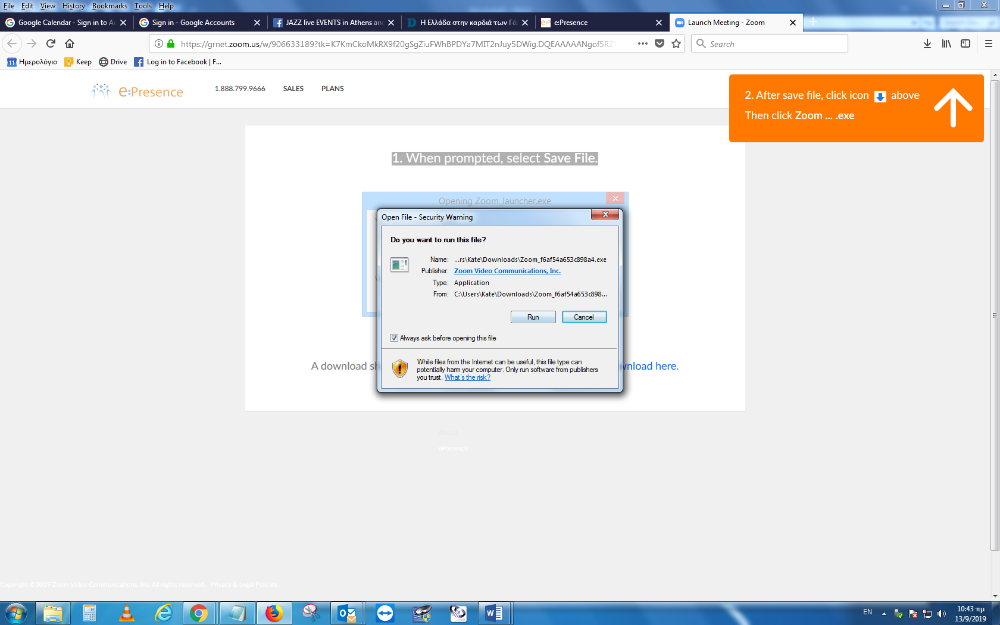 File Edit View History Bookmarks Tools Help
Google Calendar - Sign in to Ac
Sign in - Google Accounts
JAZZ live EVENTS in Athens and
Η Ελλάδα στην καρδιά των Γάλ
e:Presence
Launch Meeting - Zoom
https://grnet.zoom.us/w/906633189?tk=K7KmCkoMkRX9f20gSgZiuFWhBPDYa7MIT2nJuy5DWig.DQEAAAAANgof5RZ
Search
11 Ημερολόγιο Keep Drive Log in to Facebook | F...
e:Presence
1.888.799.9666 SALES PLANS
2. After save file, click icon above
Then click Zoom ... .exe
1. When prompted, select Save File.
Opening Zoom_launcher.exe
Open File - Security Warning
Do you want to run this file?
Name: ...rs\Kate\Downloads\Zoom_f6af54a653c898a4.exe
Publisher: Zoom Video Communications, Inc.
Type: Application
From: C:\Users\Kate\Downloads\Zoom_f6af54a653c898...
Run Cancel
Always ask before opening this file
A download sh
nload here.
While files from the Internet can be useful, this file type can
potentially harm your computer. Only run software from publishers
you trust. What's the risk?
About
ePresence
Copyright ©2019 Zoom Video Communications, Inc. All rights reserved. Privacy & Legal Policies
EN
10:43 πμ
13/9/2019